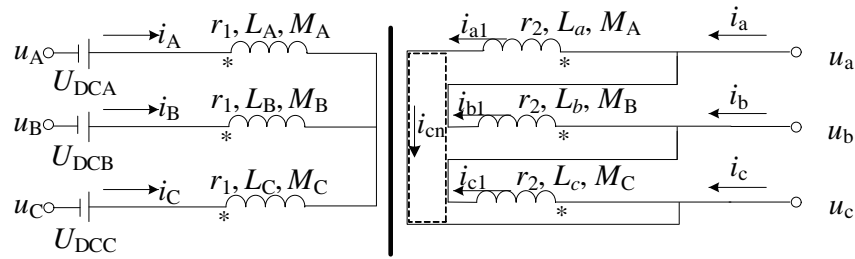 i_A r_1, L_A, M_A i_a1 r_2, L_a, M_A i_a
u_A * * u_a
U_DCA
i_B r_1, L_B, M_B i_b1 r_2, L_b, M_B i_b
u_B * i_cn * u_b
U_DCB
i_C r_1, L_C, M_C i_c1 r_2, L_c, M_C i_c
u_C * * u_c
U_DCC